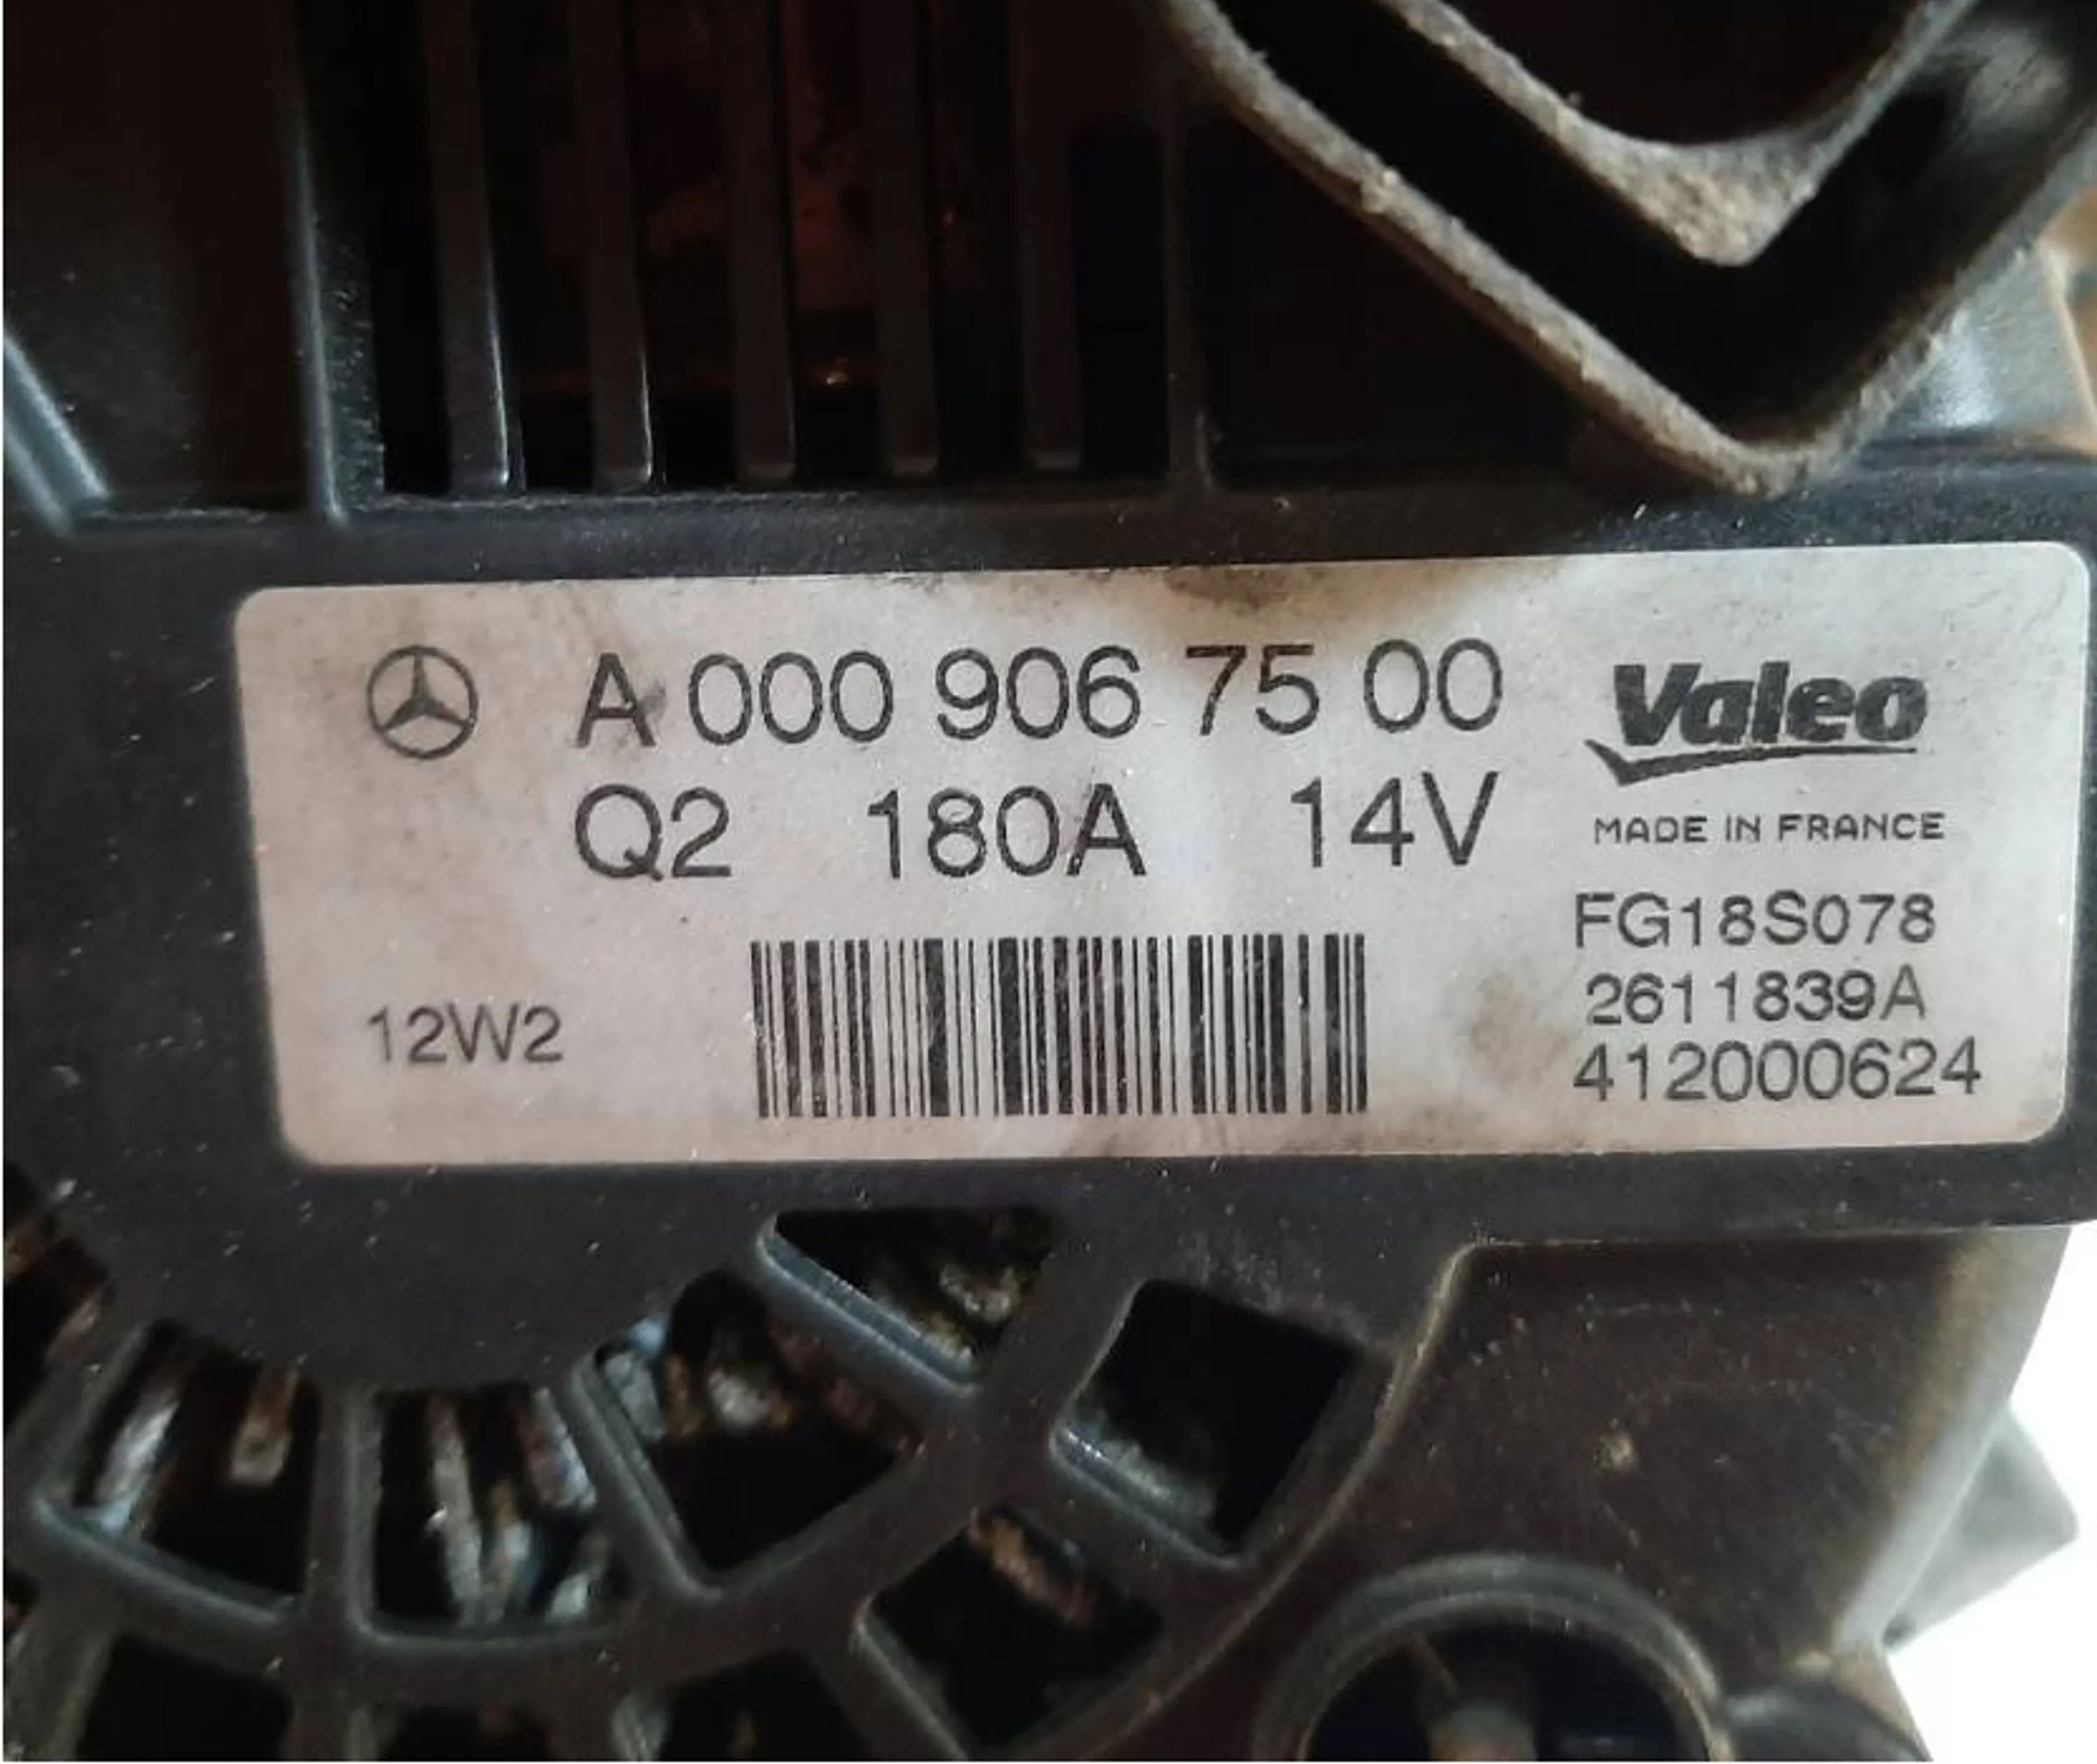 A 000 906 75 00
Q2 180A 14V
Valeo
MADE IN FRANCE
FG18S078
2611839A
412000624
12W2